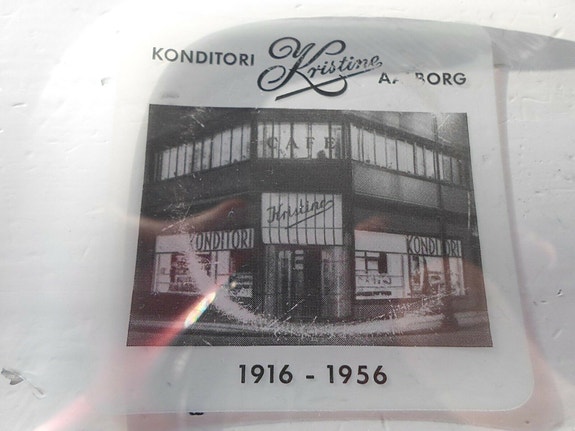 KONDITORI Kristine AALBORG
CAFE
Kristine
KONDITORI KONDITORI
1916 - 1956